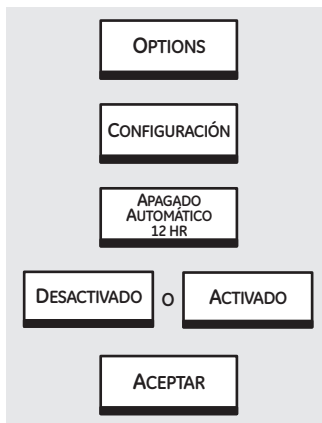 OPTIONS
CONFIGURACIÓN
APAGADO
AUTOMÁTICO
12 HR
DESACTIVADO O ACTIVADO
ACEPTAR